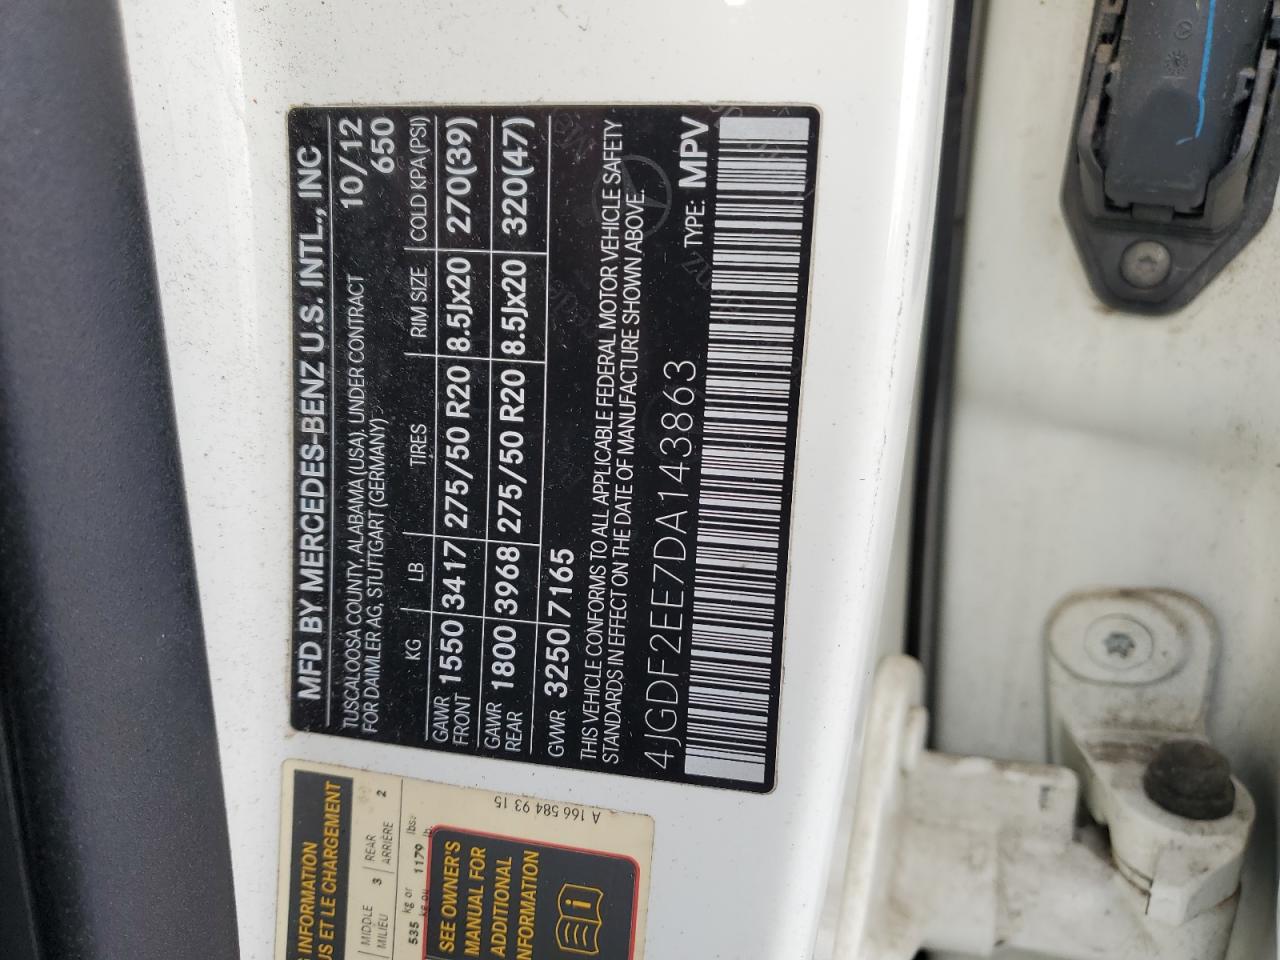 MFD BY MERCEDES-BENZ U.S. INTL., INC
TUSCALOOSA COUNTY, ALABAMA (USA), UNDER CONTRACT 10/12
FOR DAIMLER AG, STUTTGART (GERMANY) 650
KG LB TIRES RIM SIZE COLD KPA (PSI)
GAWR FRONT 1550 3417 275/50 R20 8.5Jx20 270(39)
GAWR REAR 1800 3968 275/50 R20 8.5Jx20 320(47)
GVWR 3250 7165
THIS VEHICLE CONFORMS TO ALL APPLICABLE FEDERAL MOTOR VEHICLE SAFETY
STANDARDS IN EFFECT ON THE DATE OF MANUFACTURE SHOWN ABOVE.
4JGDF2EE7DA143863 TYPE: MPV
INFORMATION
ET LE CHARGEMENT
MIDDLE 3 REAR 2
MILIEU ARRIÈRE
535 kg or 1179 lbs.
SEE OWNER'S
MANUAL FOR
ADDITIONAL
INFORMATION
A 166 584 93 15